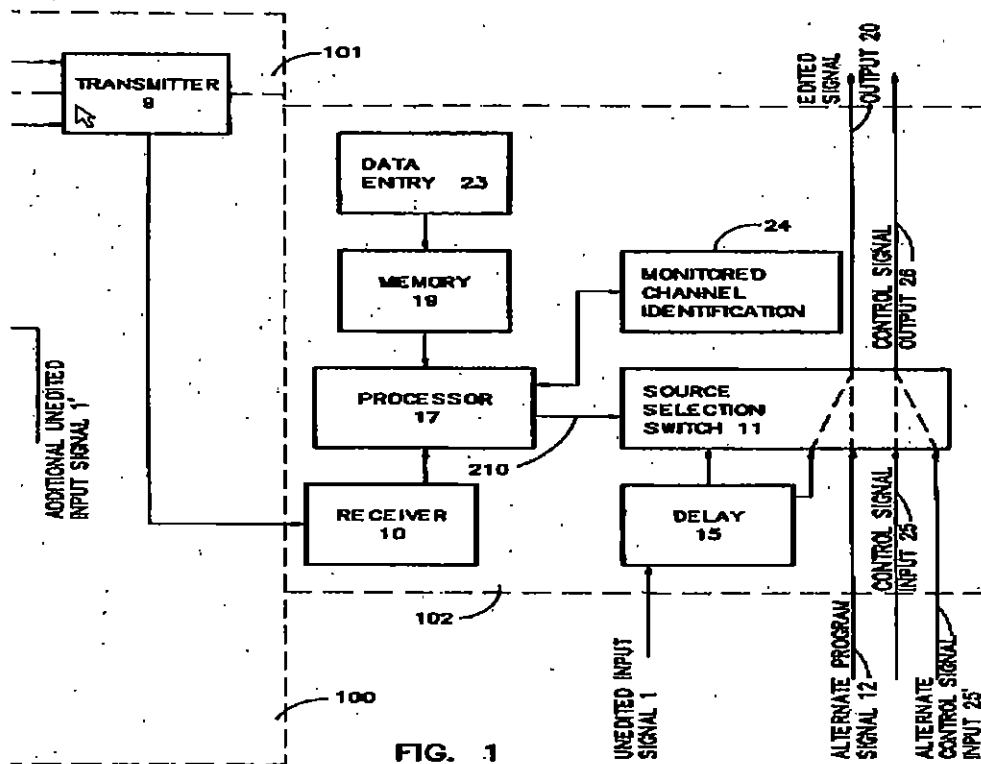 101
TRANSMITTER
9
EDITED SIGNAL
OUTPUT 20
DATA
ENTRY 23
24
MEMORY
19
MONITORED
CHANNEL
IDENTIFICATION
CONTROL SIGNAL
OUTPUT 26
PROCESSOR
17
SOURCE
SELECTION
SWITCH 11
ADDITIONAL UNEDITED
INPUT SIGNAL 1'
210
RECEIVER
10
DELAY
15
CONTROL SIGNAL
INPUT 25
102
UNEDITED INPUT
SIGNAL 1
ALTERNATE PROGRAM
SIGNAL 12
ALTERNATE
CONTROL SIGNAL
INPUT 25'
100
FIG. 1